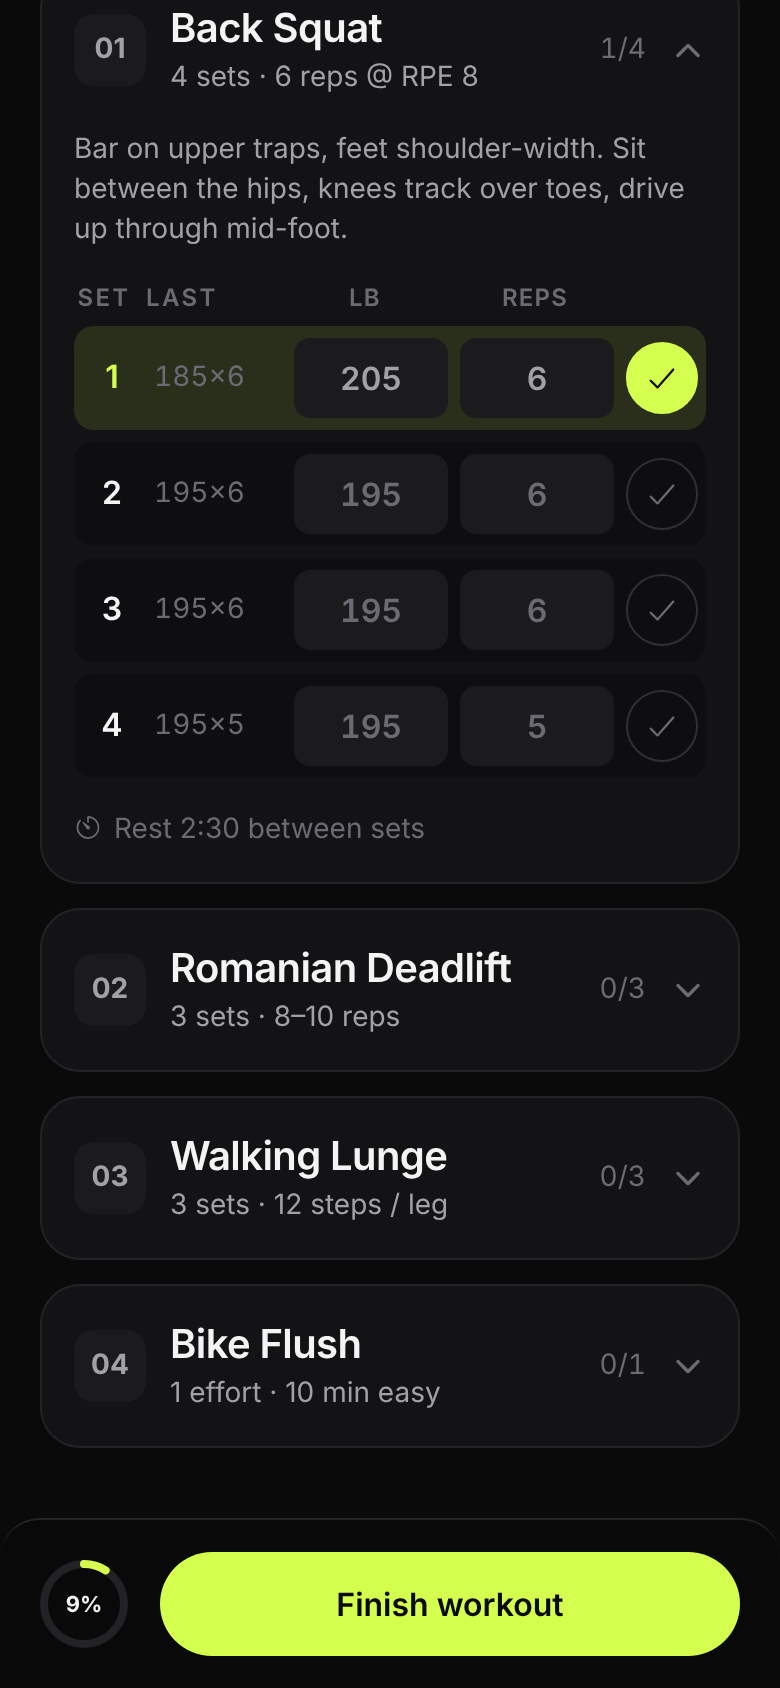 01 Back Squat 1/4
4 sets · 6 reps @ RPE 8
Bar on upper traps, feet shoulder-width. Sit
between the hips, knees track over toes, drive
up through mid-foot.
SET LAST LB REPS
1 185×6 205 6
2 195×6 195 6
3 195×6 195 6
4 195×5 195 5
Rest 2:30 between sets
02 Romanian Deadlift 0/3
3 sets · 8–10 reps
03 Walking Lunge 0/3
3 sets · 12 steps / leg
04 Bike Flush 0/1
1 effort · 10 min easy
9% Finish workout